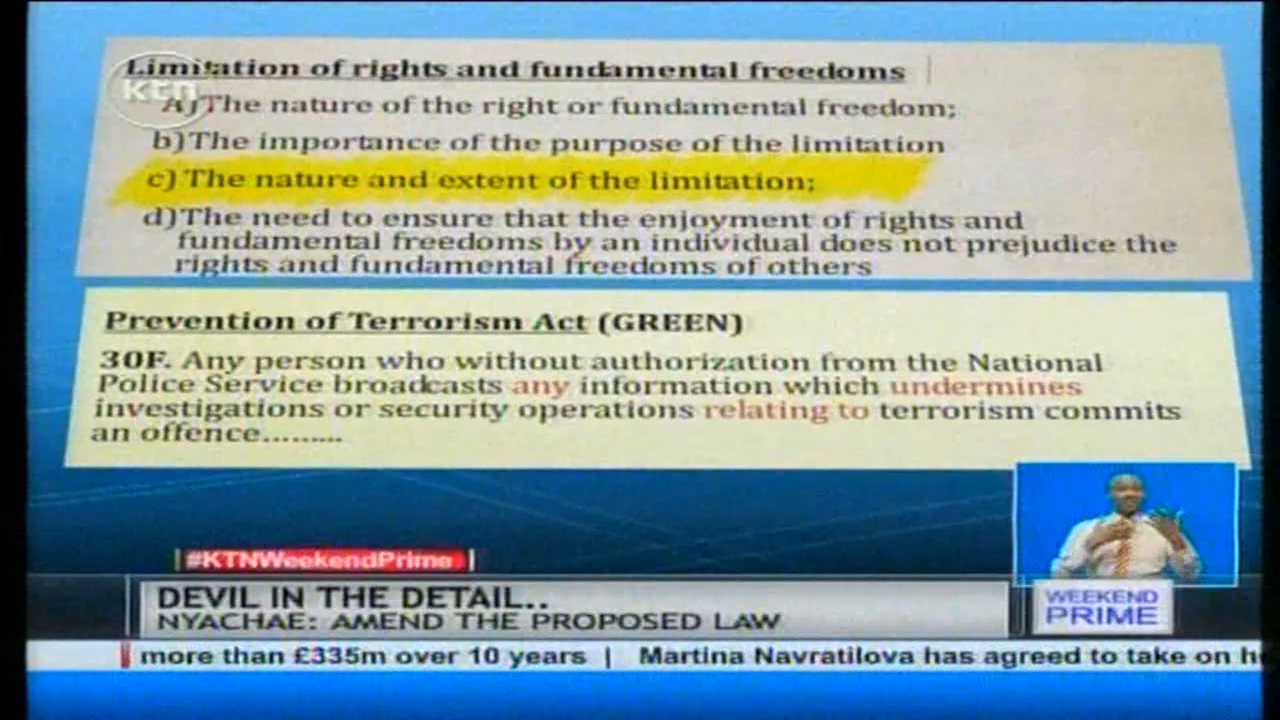 Limitation of rights and fundamental freedoms
ktn
A)The nature of the right or fundamental freedom;
b)The importance of the purpose of the limitation
c) The nature and extent of the limitation;
d)The need to ensure that the enjoyment of rights and
fundamental freedoms by an individual does not prejudice the
rights and fundamental freedoms of others
Prevention of Terrorism Act (GREEN)
30F. Any person who without authorization from the National
Police Service broadcasts any information which undermines
investigations or security operations relating to terrorism commits
an offence.........
#KTNWeekendPrime
DEVIL IN THE DETAIL..
NYACHAE: AMEND THE PROPOSED LAW
WEEKEND
PRIME
more than £335m over 10 years | Martina Navratilova has agreed to take on h